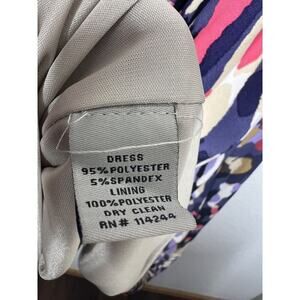 DRESS
95% POLYESTER
5% SPANDEX
LINING
100% POLYESTER
DRY CLEAN
RN# 114244